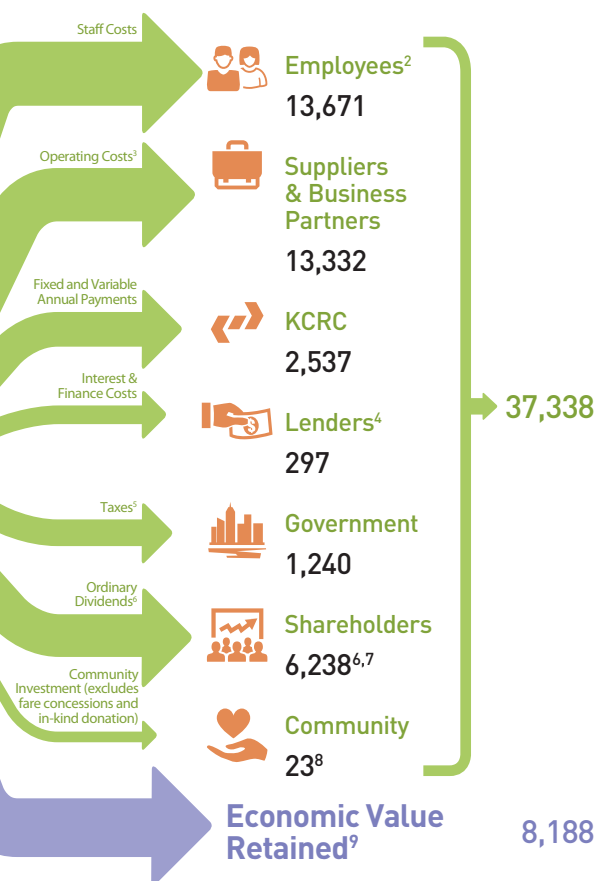 Staff Costs
Employees²
13,671
Operating Costs³
Suppliers
& Business
Partners
13,332
Fixed and Variable
Annual Payments
KCRC
2,537
Interest &
Finance Costs
Lenders⁴
297
37,338
Taxes⁵
Government
1,240
Ordinary
Dividends⁶
Shareholders
6,238⁶,⁷
Community
Investment (excludes
fare concessions and
in-kind donation)
Community
23⁸
Economic Value
Retained⁹
8,188